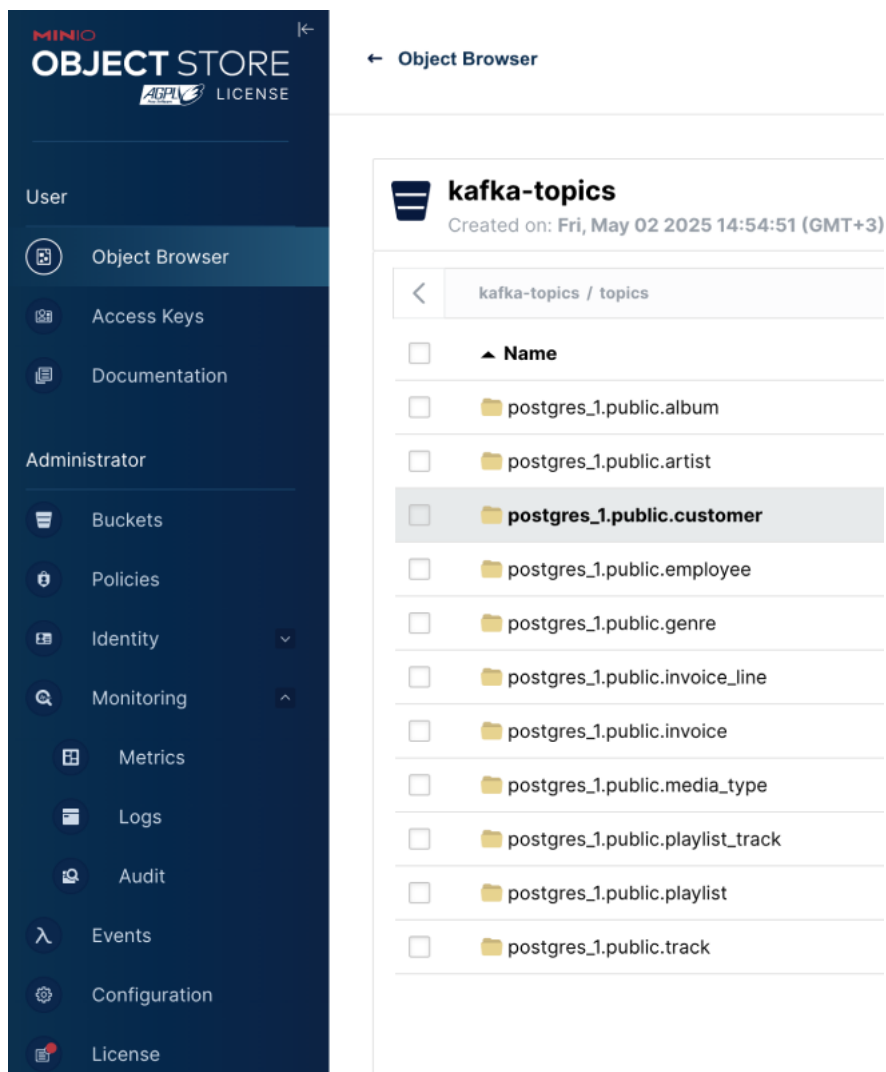 MINIO
OBJECT STORE
AGPLv3 LICENSE
User
Object Browser
Access Keys
Documentation
Administrator
Buckets
Policies
Identity
Monitoring
Metrics
Logs
Audit
Events
Configuration
License
← Object Browser
kafka-topics
Created on: Fri, May 02 2025 14:54:51 (GMT+3)
kafka-topics / topics
Name
postgres_1.public.album
postgres_1.public.artist
postgres_1.public.customer
postgres_1.public.employee
postgres_1.public.genre
postgres_1.public.invoice_line
postgres_1.public.invoice
postgres_1.public.media_type
postgres_1.public.playlist_track
postgres_1.public.playlist
postgres_1.public.track